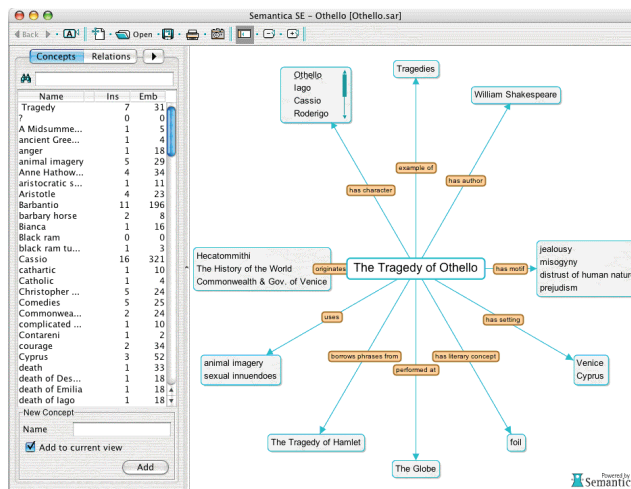 Semantica SE – Othello [Othello.sar]
Back
Open
Concepts Relations
Name Ins Emb
Tragedy 7 31
? 0 0
A Midsumme... 1 5
ancient Gree... 1 4
anger 1 18
animal imagery 5 29
Anne Hathow... 4 34
aristocratic s... 1 11
Aristotle 4 23
Barbantio 11 196
barbary horse 2 8
Bianca 1 16
Black ram 0 0
black ram tu... 1 3
Cassio 16 321
cathartic 1 10
Catholic 1 4
Christopher ... 5 24
Comedies 5 25
Commonwea... 2 24
complicated ... 1 10
Contareni 1 2
courage 2 34
Cyprus 3 52
death 1 33
death of Des... 1 18
death of Emilia 1 18
death of Iago 1 18
New Concept
Name
Add to current view
Add
Othello
Iago
Cassio
Roderigo
Tragedies
William Shakespeare
example of
has author
has character
Hecatommithi
The History of the World
Commonwealth & Gov. of Venice
originates
The Tragedy of Othello
has motif
jealousy
misogyny
distrust of human nature
prejudism
uses
has setting
borrows phrases from
has literary concept
performed at
animal imagery
sexual innuendoes
Venice
Cyprus
The Tragedy of Hamlet
foil
The Globe
Powered by
Semantic